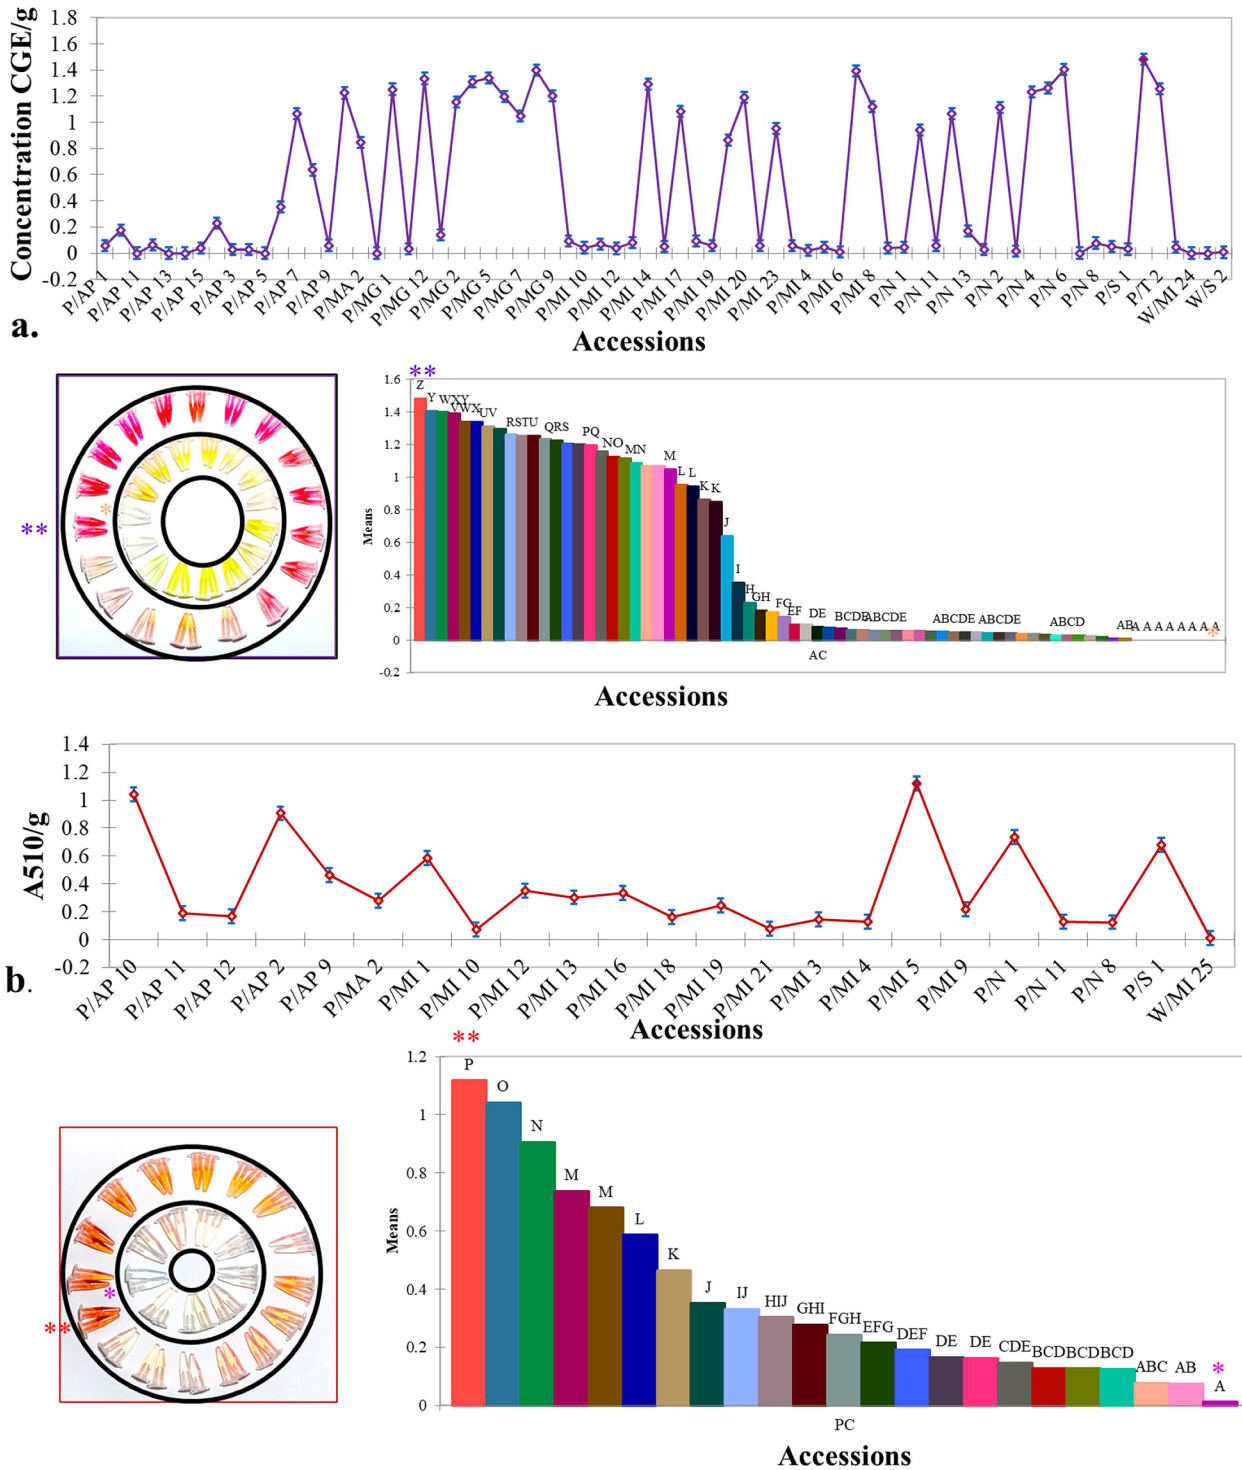 Concentration CGE/g
1.8
1.6
1.4
1.2
1
0.8
0.6
0.4
0.2
0
-0.2
P/AP 1
P/AP 11
P/AP 13
P/AP 15
P/AP 3
P/AP 5
P/AP 7
P/AP 9
P/MA 2
P/MG 1
P/MG 12
P/MG 2
P/MG 5
P/MG 7
P/MG 9
P/MI 10
P/MI 12
P/MI 14
P/MI 17
P/MI 19
P/MI 20
P/MI 23
P/MI 4
P/MI 6
P/MI 8
P/N 1
P/N 11
P/N 13
P/N 2
P/N 4
P/N 6
P/N 8
P/S 1
P/T 2
W/MI 24
W/S 2
a.
Accessions
**
**
*
Means
1.6
1.4
1.2
1
0.8
0.6
0.4
0.2
0
-0.2
Z
Y
WXY
VWX
UV
RSTU
QRS
PQ
NO
MN
M
L
L
K
K
J
I
H
GH
FG
EF
DE
BCDE
ABCDE
ABCDE
ABCDE
ABCD
AB
A A A A A A A A
*
AC
Accessions
A510/g
1.4
1.2
1
0.8
0.6
0.4
0.2
0
-0.2
P/AP 10
P/AP 11
P/AP 12
P/AP 2
P/AP 9
P/MA 2
P/MI 1
P/MI 10
P/MI 12
P/MI 13
P/MI 16
P/MI 18
P/MI 19
P/MI 21
P/MI 3
P/MI 4
P/MI 5
P/MI 9
P/N 1
P/N 11
P/N 8
P/S 1
W/MI 25
b.
Accessions
**
*
**
Means
1.2
1
0.8
0.6
0.4
0.2
0
P
O
N
M
M
L
K
J
IJ
HIJ
GHI
FGH
EFG
DEF
DE
DE
CDE
BCD
BCD
BCD
ABC
AB
A
*
PC
Accessions